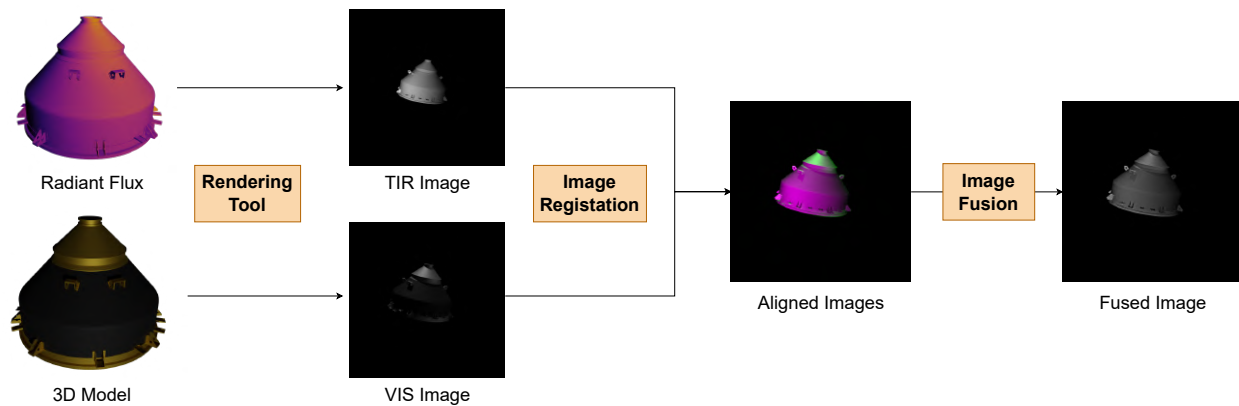 Radiant Flux
Rendering
Tool
TIR Image
Image
Registation
3D Model
VIS Image
Aligned Images
Image
Fusion
Fused Image